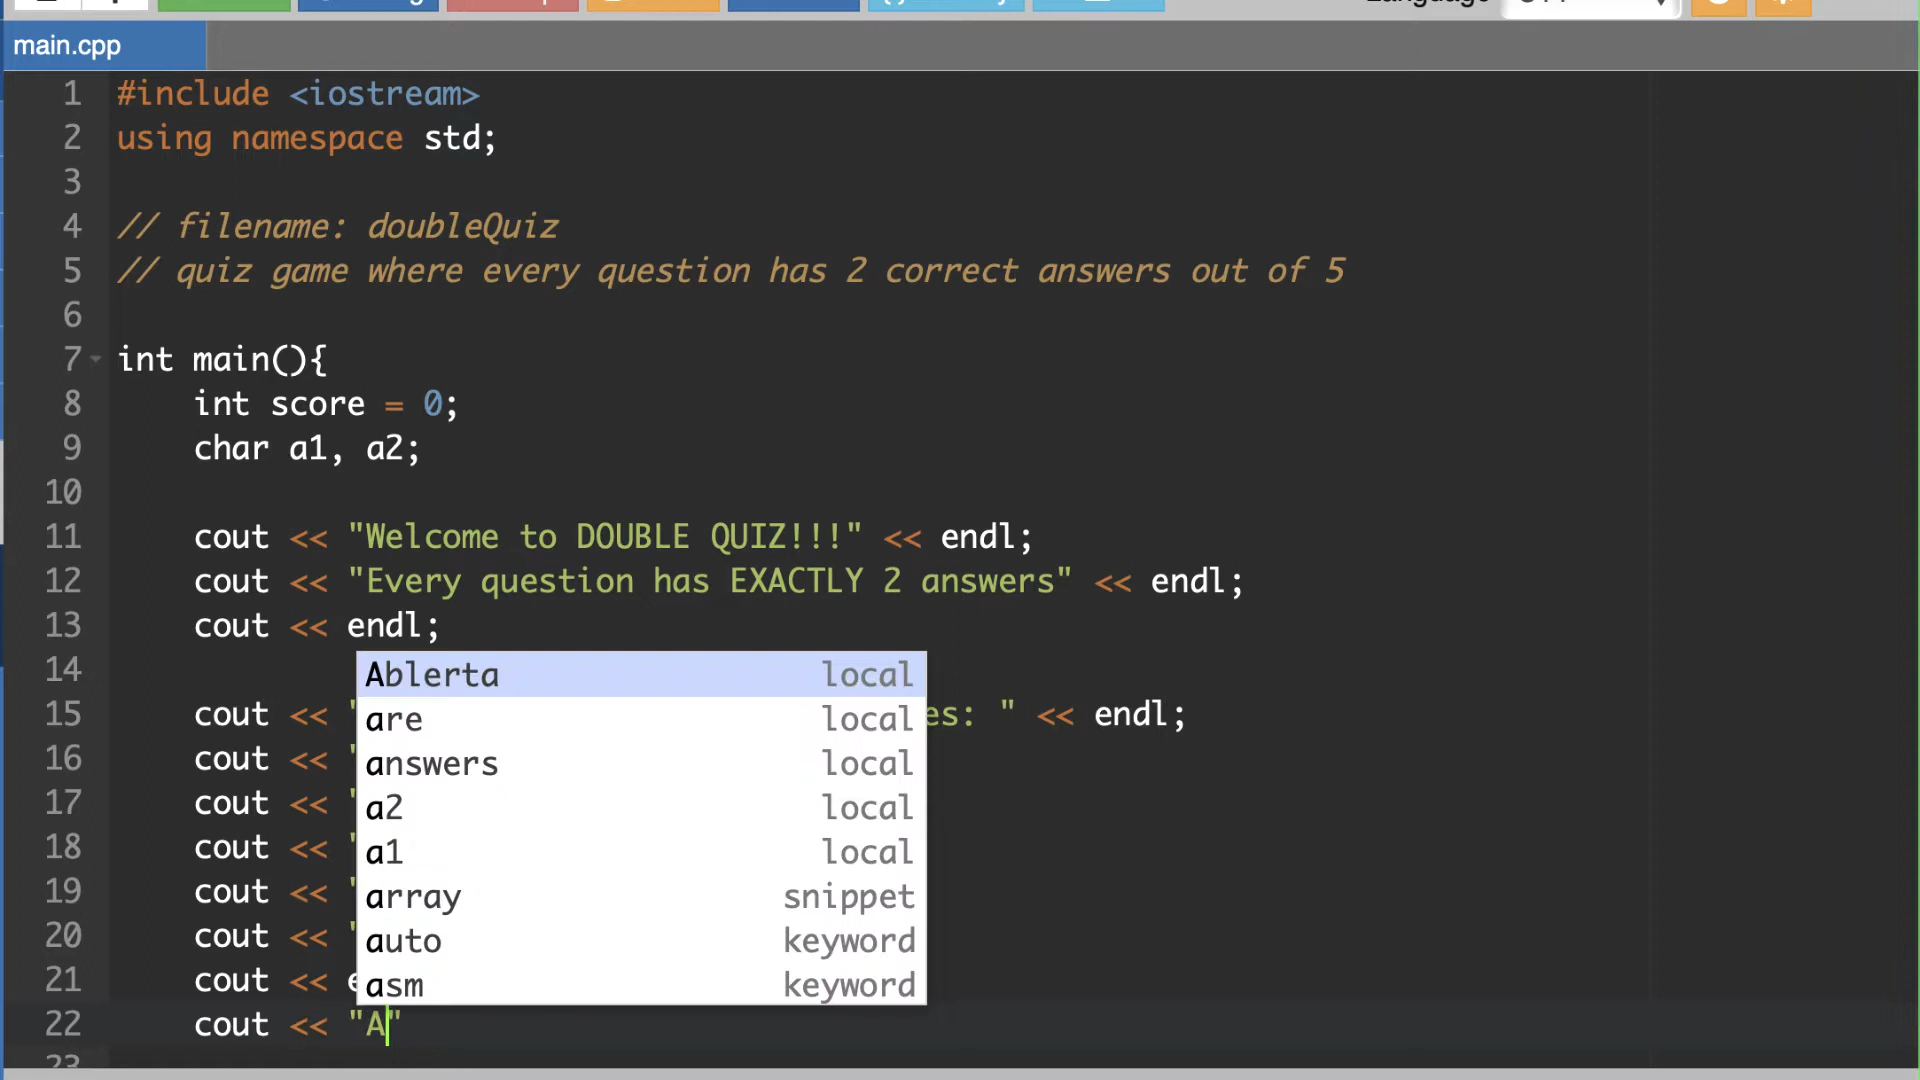 main.cpp
1 #include <iostream>
2 using namespace std;
3
4 // filename: doubleQuiz
5 // quiz game where every question has 2 correct answers out of 5
6
7 int main(){
8 int score = 0;
9 char a1, a2;
10
11 cout << "Welcome to DOUBLE QUIZ!!!" << endl;
12 cout << "Every question has EXACTLY 2 answers" << endl;
13 cout << endl;
14 Ablerta local
15 cout << " are local es: " << endl;
16 cout << " answers local
17 cout << " a2 local
18 cout << " a1 local
19 cout << " array snippet
20 cout << " auto keyword
21 cout << e asm keyword
22 cout << "A"
23